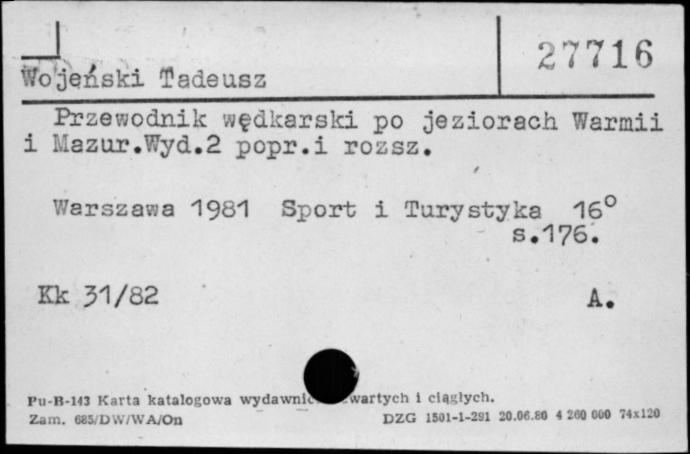 27716
Wojeński Tadeusz
Przewodnik wędkarski po jeziorach Warmii
i Mazur.Wyd.2 popr.i rozsz.
Warszawa 1981 Sport i Turystyka 16°
s.176.
Kk 31/82 A.
Pu-B-143 Karta katalogowa wydawnic wartych i ciągłych.
Zam. 685/DW/WA/On DZG 1501-1-291 20.06.80 4 260 000 74x120